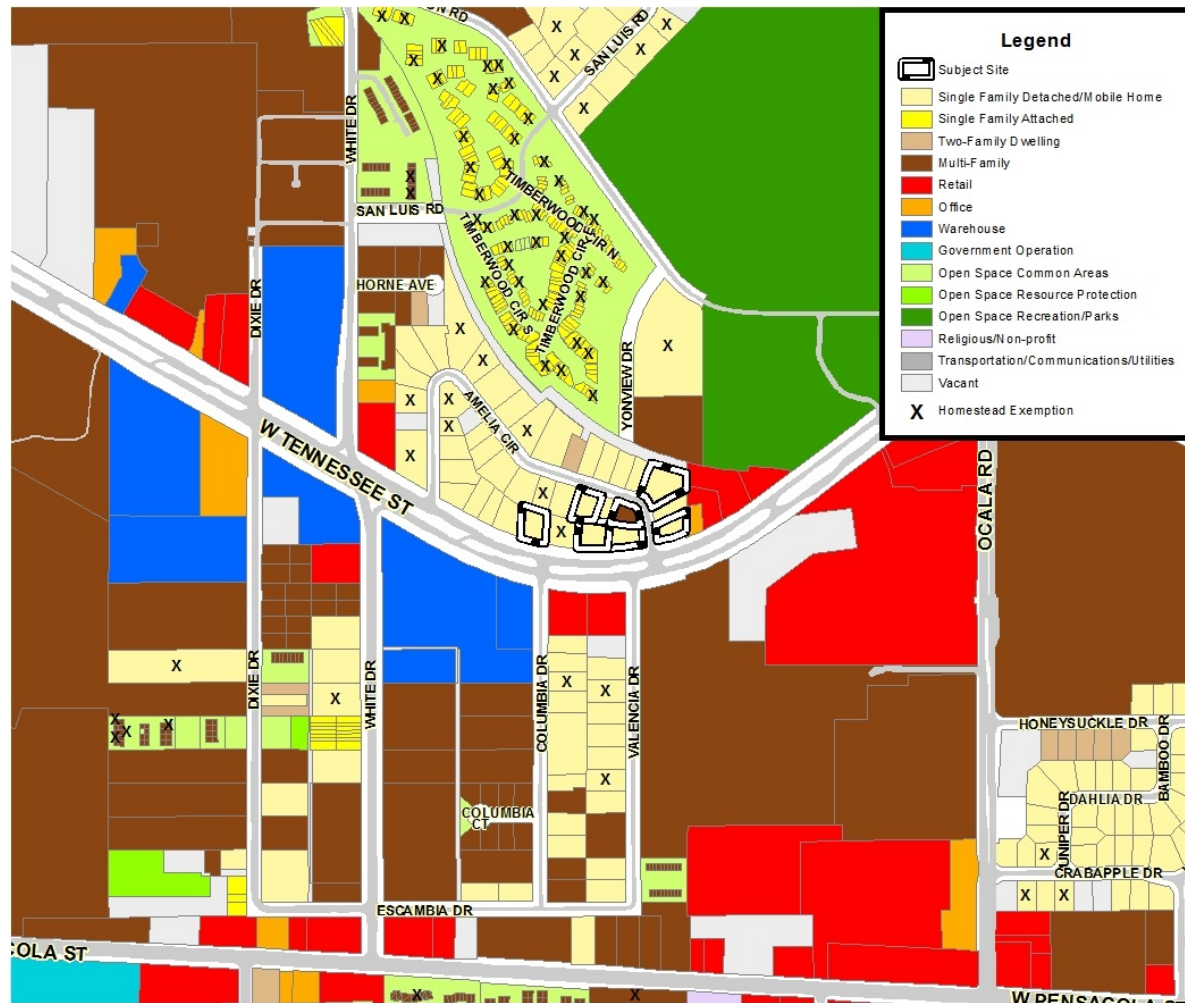 ON RD
SAN LUIS RD
WHITE DR
SAN LUIS RD
TIMBERWOOD CIR N
TIMBERWOOD CIR S
TIMBERWOOD CIR E
HORNE AVE
DIXIE DR
YONVIEW DR
AMELIA CIR
W TENNESSEE ST
OCALA RD
DIXIE DR
WHITE DR
COLUMBIA DR
VALENCIA DR
COLUMBIA
CT
HONEYSUCKLE DR
BAMBOO DR
DAHLIA DR
JUNIPER DR
CRABAPPLE DR
ESCAMBIA DR
COLA ST
W PENSACOLA ST
Legend
Subject Site
Single Family Detached/Mobile Home
Single Family Attached
Two-Family Dwelling
Multi-Family
Retail
Office
Warehouse
Government Operation
Open Space Common Areas
Open Space Resource Protection
Open Space Recreation/Parks
Religious/Non-profit
Transportation/Communications/Utilities
Vacant
X Homestead Exemption